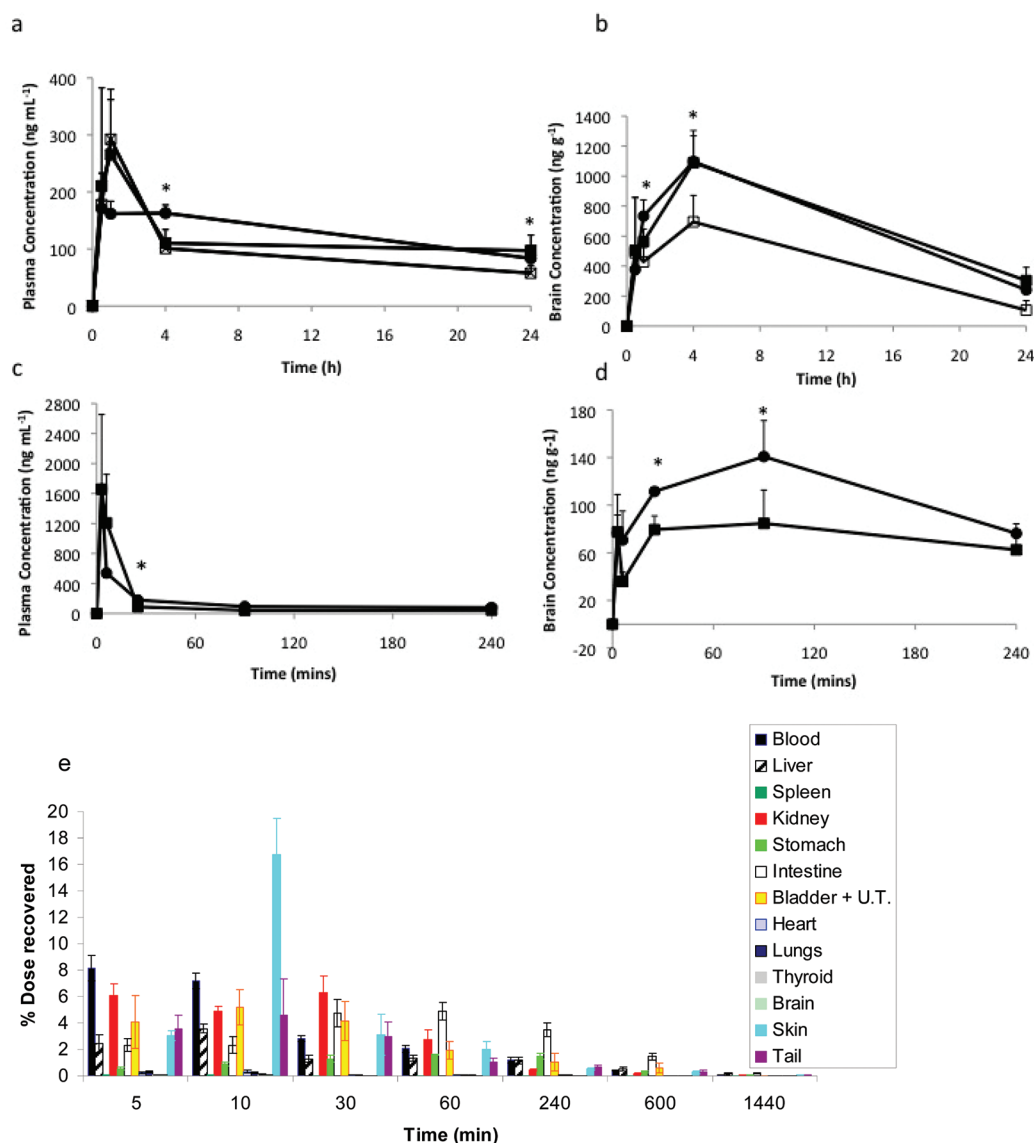 a
Plasma Concentration (ng mL-1)
400
300
200
100
0
*
*
0 4 8 12 16 20 24
Time (h)
b
Brain Concentration (ng g-1)
1400
1200
1000
800
600
400
200
0
*
*
0 4 8 12 16 20 24
Time (h)
c
Plasma Concentration (ng mL-1)
2800
2400
2000
1600
1200
800
400
0
*
0 60 120 180 240
Time (mins)
d
Brain Concentration (ng g-1)
180
140
100
60
20
-20
*
*
0 60 120 180 240
Time (mins)
e
% Dose recovered
20
18
16
14
12
10
8
6
4
2
0
5 10 30 60 240 600 1440
Time (min)
Blood
Liver
Spleen
Kidney
Stomach
Intestine
Bladder + U.T.
Heart
Lungs
Thyroid
Brain
Skin
Tail